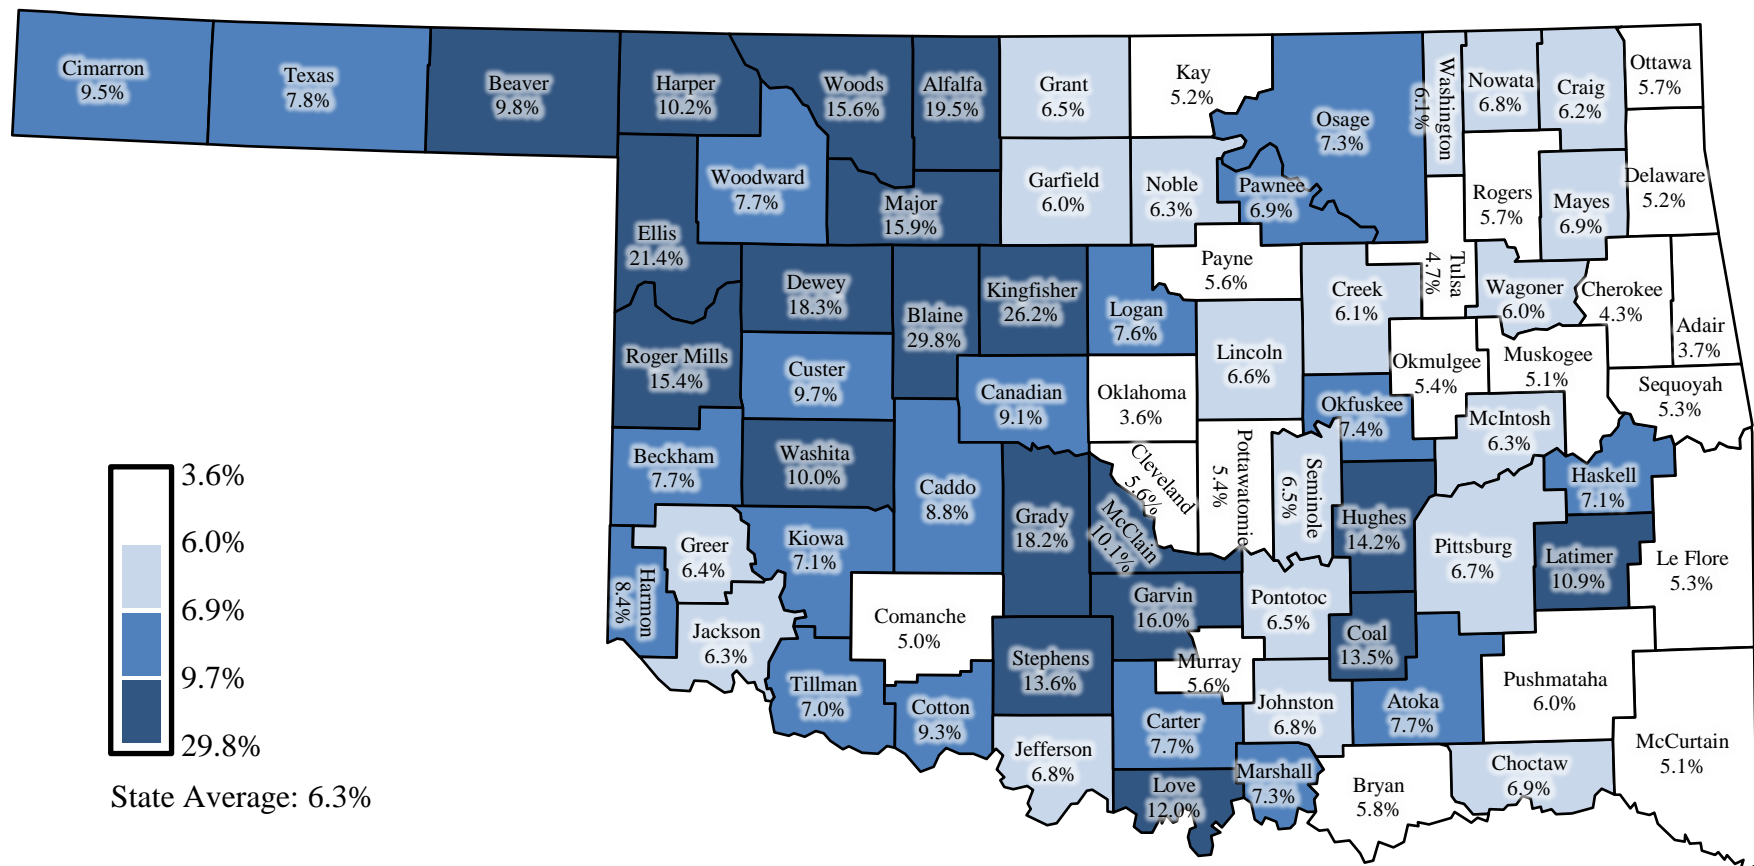 Cimarron
9.5%
Texas
7.8%
Beaver
9.8%
Harper
10.2%
Woods
15.6%
Alfalfa
19.5%
Grant
6.5%
Kay
5.2%
Osage
7.3%
Washington
6.1%
Nowata
6.8%
Craig
6.2%
Ottawa
5.7%
Woodward
7.7%
Major
15.9%
Garfield
6.0%
Noble
6.3%
Pawnee
6.9%
Rogers
5.7%
Mayes
6.9%
Delaware
5.2%
Ellis
21.4%
Dewey
18.3%
Blaine
29.8%
Kingfisher
26.2%
Logan
7.6%
Payne
5.6%
Creek
6.1%
Tulsa
4.7%
Wagoner
6.0%
Cherokee
4.3%
Adair
3.7%
Roger Mills
15.4%
Custer
9.7%
Canadian
9.1%
Oklahoma
3.6%
Lincoln
6.6%
Okmulgee
5.4%
Muskogee
5.1%
Sequoyah
5.3%
Beckham
7.7%
Washita
10.0%
Caddo
8.8%
Grady
18.2%
McClain
10.1%
Cleveland
5.6%
Pottawatomie
5.4%
Seminole
6.5%
Okfuskee
7.4%
Hughes
14.2%
McIntosh
6.3%
Haskell
7.1%
Pittsburg
6.7%
Latimer
10.9%
Le Flore
5.3%
Harmon
8.4%
Greer
6.4%
Kiowa
7.1%
Jackson
6.3%
Comanche
5.0%
Tillman
7.0%
Cotton
9.3%
Stephens
13.6%
Garvin
16.0%
Murray
5.6%
Pontotoc
6.5%
Coal
13.5%
Carter
7.7%
Johnston
6.8%
Atoka
7.7%
Pushmataha
6.0%
McCurtain
5.1%
Jefferson
6.8%
Love
12.0%
Marshall
7.3%
Bryan
5.8%
Choctaw
6.9%
3.6%
6.0%
6.9%
9.7%
29.8%
State Average: 6.3%